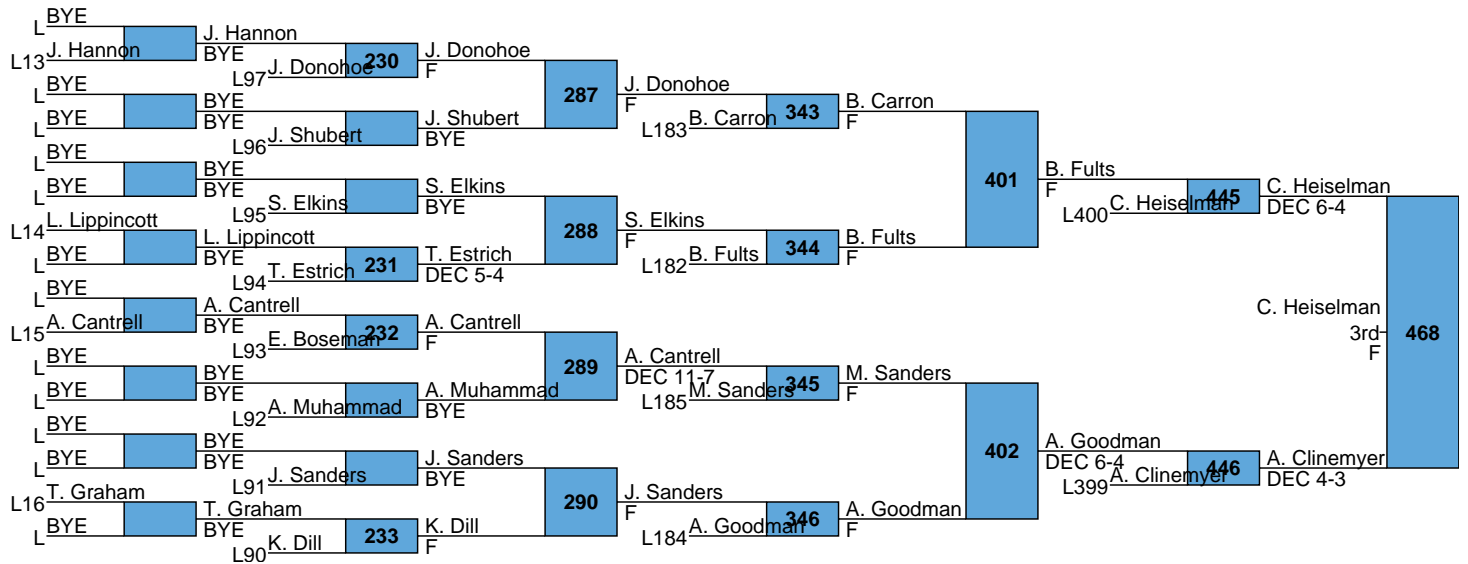 BYE
L
J. Hannon
L13
J. Hannon
BYE
230
L97
J. Donohoe
J. Donohoe
F
BYE
L
BYE
L
BYE
BYE
L96
J. Shubert
J. Shubert
BYE
287
J. Donohoe
F
L183
B. Carron
343
B. Carron
F
BYE
L
BYE
L
BYE
BYE
L95
S. Elkins
S. Elkins
BYE
L14
L. Lippincott
BYE
L
L. Lippincott
BYE
L94
T. Estrich
231
T. Estrich
DEC 5-4
288
S. Elkins
F
L182
B. Fults
344
B. Fults
F
401
B. Fults
F
L400
C. Heiselman
445
C. Heiselman
DEC 6-4
BYE
L
L15
A. Cantrell
A. Cantrell
BYE
L93
E. Boseman
232
A. Cantrell
F
BYE
L
BYE
L
BYE
BYE
L92
A. Muhammad
A. Muhammad
BYE
289
A. Cantrell
DEC 11-7
L185
M. Sanders
345
M. Sanders
F
BYE
L
BYE
L
BYE
BYE
L91
J. Sanders
J. Sanders
BYE
L16
T. Graham
BYE
L
T. Graham
BYE
L90
K. Dill
233
K. Dill
F
290
J. Sanders
F
L184
A. Goodman
346
A. Goodman
F
402
A. Goodman
DEC 6-4
L399
A. Clinemyer
446
A. Clinemyer
DEC 4-3
468
C. Heiselman
3rd
F